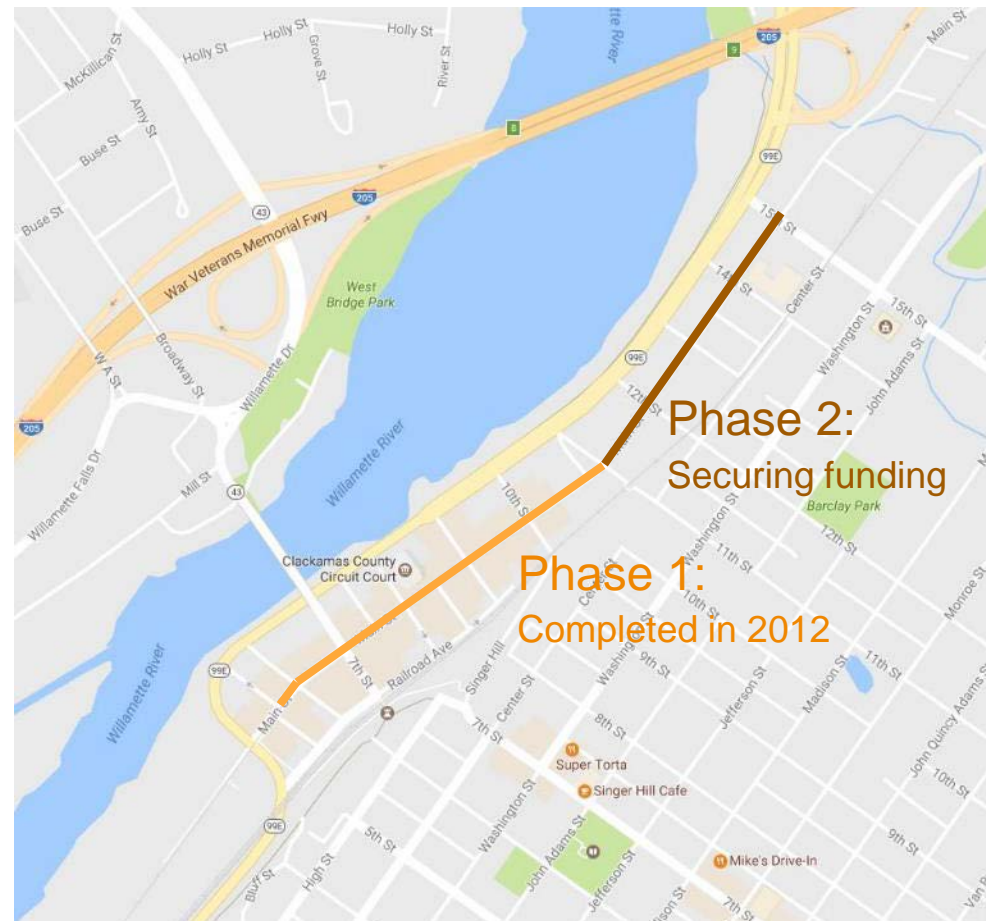 McKillican St
Holly St
Holly St
Grove St
Holly St
River St
Willamette River
205
9
Main St
Amy St
Buse St
8
99E
Buse St
43
205
War Veterans Memorial Fwy
West
Bridge Park
15th St
14th St
Center St
15th St
Washington St
John Adams St
W A St
Broadway St
Willamette Dr
99E
12th St
205
Willamette Falls Dr
Mill St
43
Willamette River
Phase 2:
Securing funding
10th St
Barclay Park
12th St
Washington St
11th St
Monroe St
Clackamas County
Circuit Court
Phase 1:
Completed in 2012
Center St
10th St
Main St
7th St
Railroad Ave
Singer Hill
Washington St
9th St
11th St
99E
Willamette River
Main St
Center St
7th St
8th St
Jefferson St
Madison St
John Quincy Adams St
10th St
Super Torta
Singer Hill Cafe
99E
5th St
Washington St
John Adams St
Jefferson St
9th St
Mike's Drive-In
Bluff St
High St
7th St